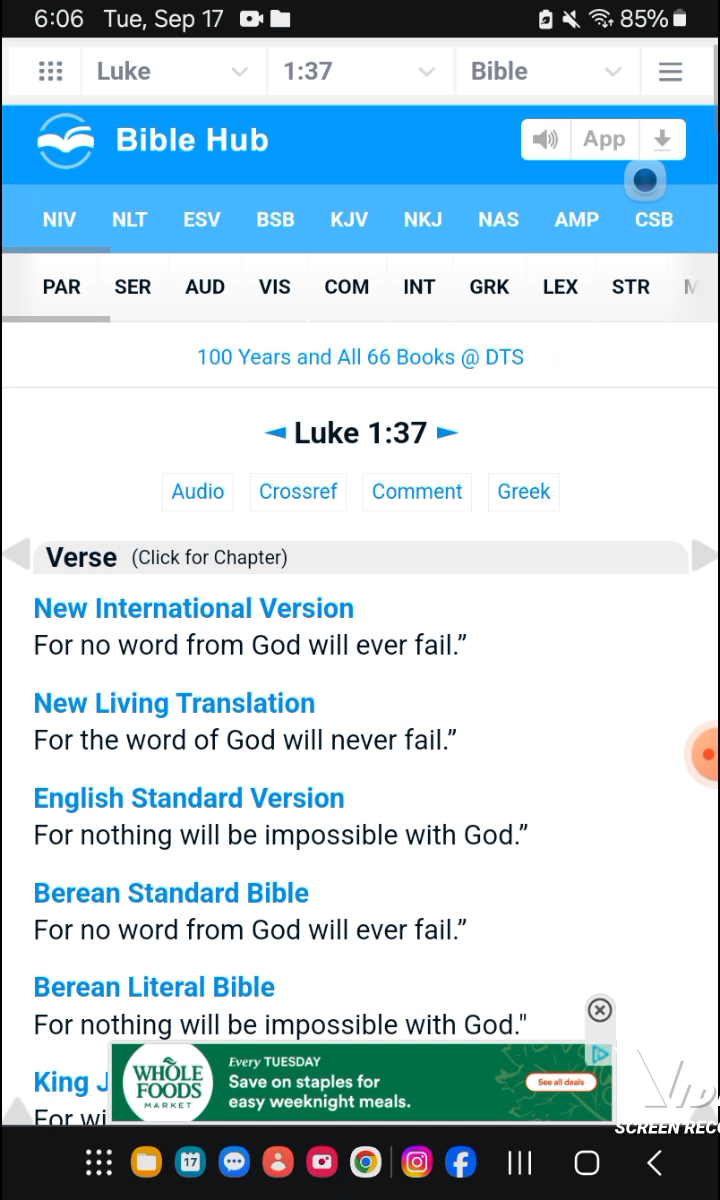 6:06 Tue, Sep 17 85%
Luke 1:37 Bible
Bible Hub App
NIV NLT ESV BSB KJV NKJ NAS AMP CSB
PAR SER AUD VIS COM INT GRK LEX STR
100 Years and All 66 Books @ DTS
◄ Luke 1:37 ►
Audio Crossref Comment Greek
Verse (Click for Chapter)
New International Version
For no word from God will ever fail.”
New Living Translation
For the word of God will never fail.”
English Standard Version
For nothing will be impossible with God.”
Berean Standard Bible
For no word from God will ever fail.”
Berean Literal Bible
For nothing will be impossible with God."
King J
For wi
WHOLE
FOODS
MARKET
Every TUESDAY
Save on staples for
easy weeknight meals.
See all deals
SCREEN REC
17